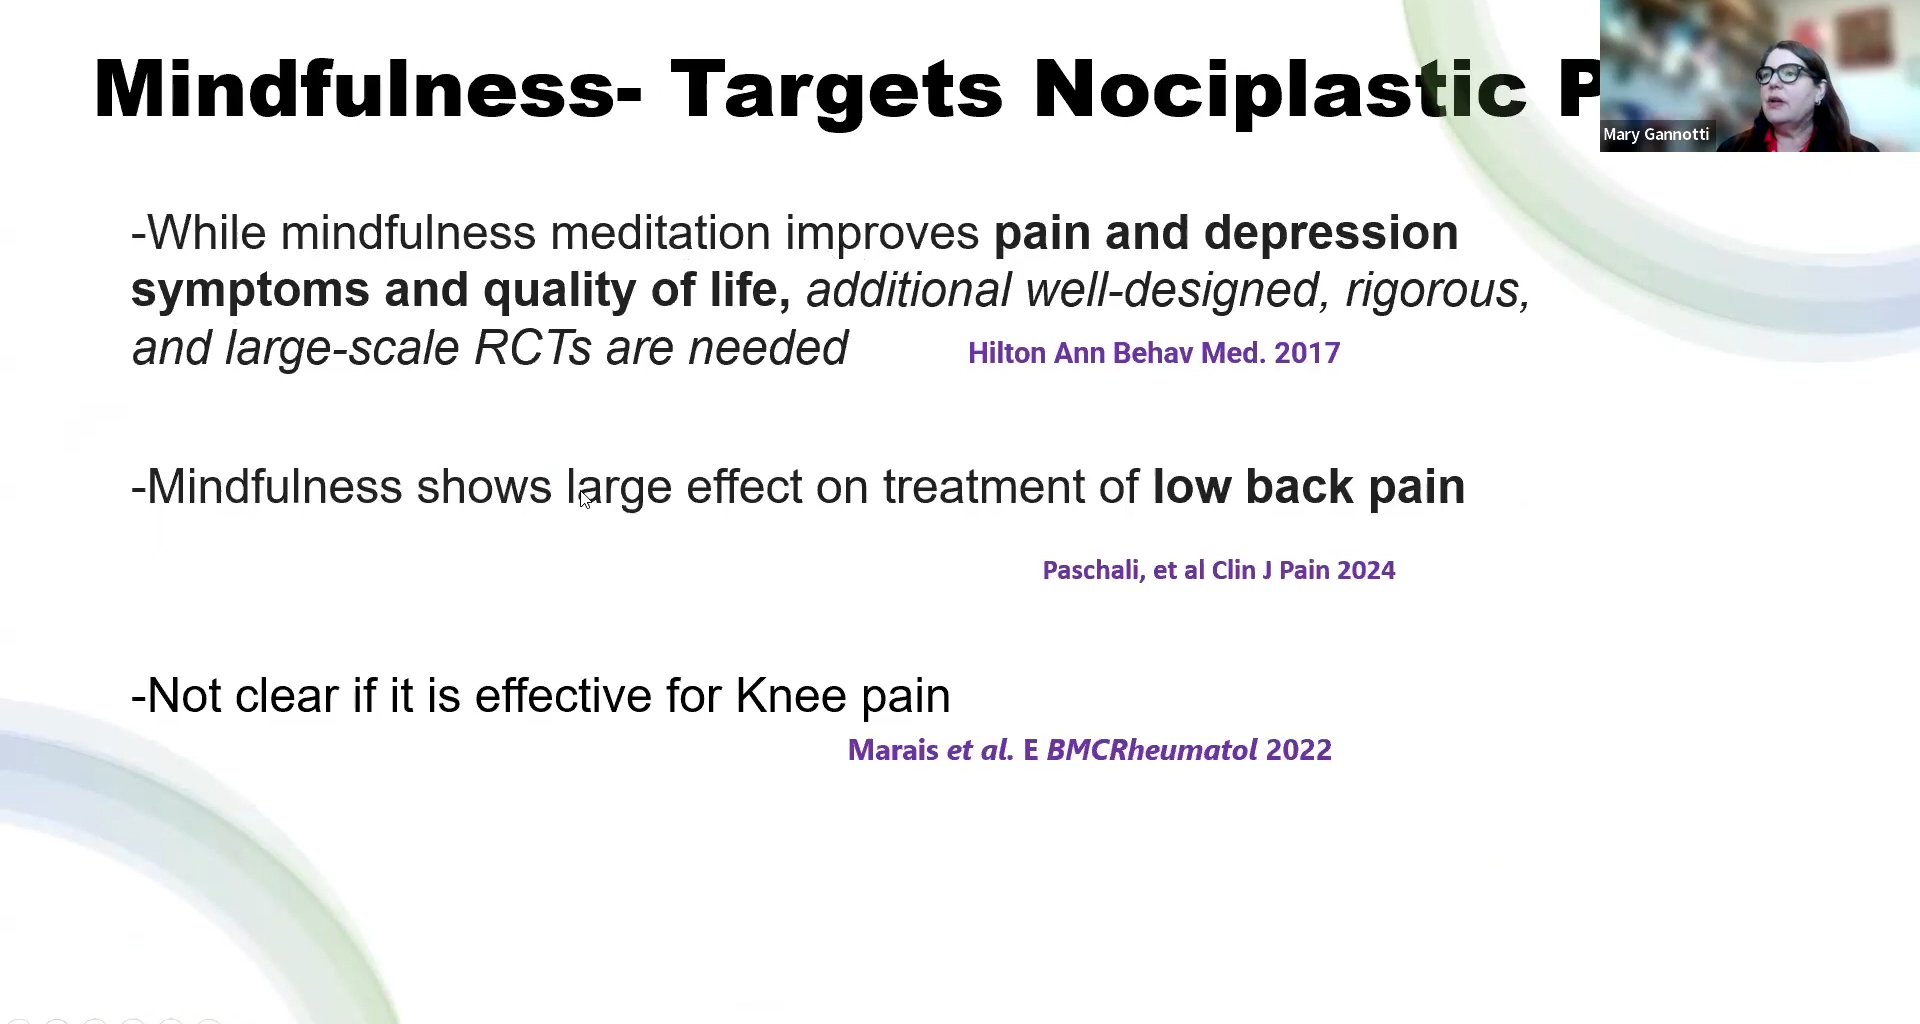 Mindfulness- Targets Nociplastic P
Mary Gannotti
-While mindfulness meditation improves pain and depression
symptoms and quality of life, additional well-designed, rigorous,
and large-scale RCTs are needed
Hilton Ann Behav Med. 2017
-Mindfulness shows large effect on treatment of low back pain
Paschali, et al Clin J Pain 2024
-Not clear if it is effective for Knee pain
Marais et al. E BMCRheumatol 2022